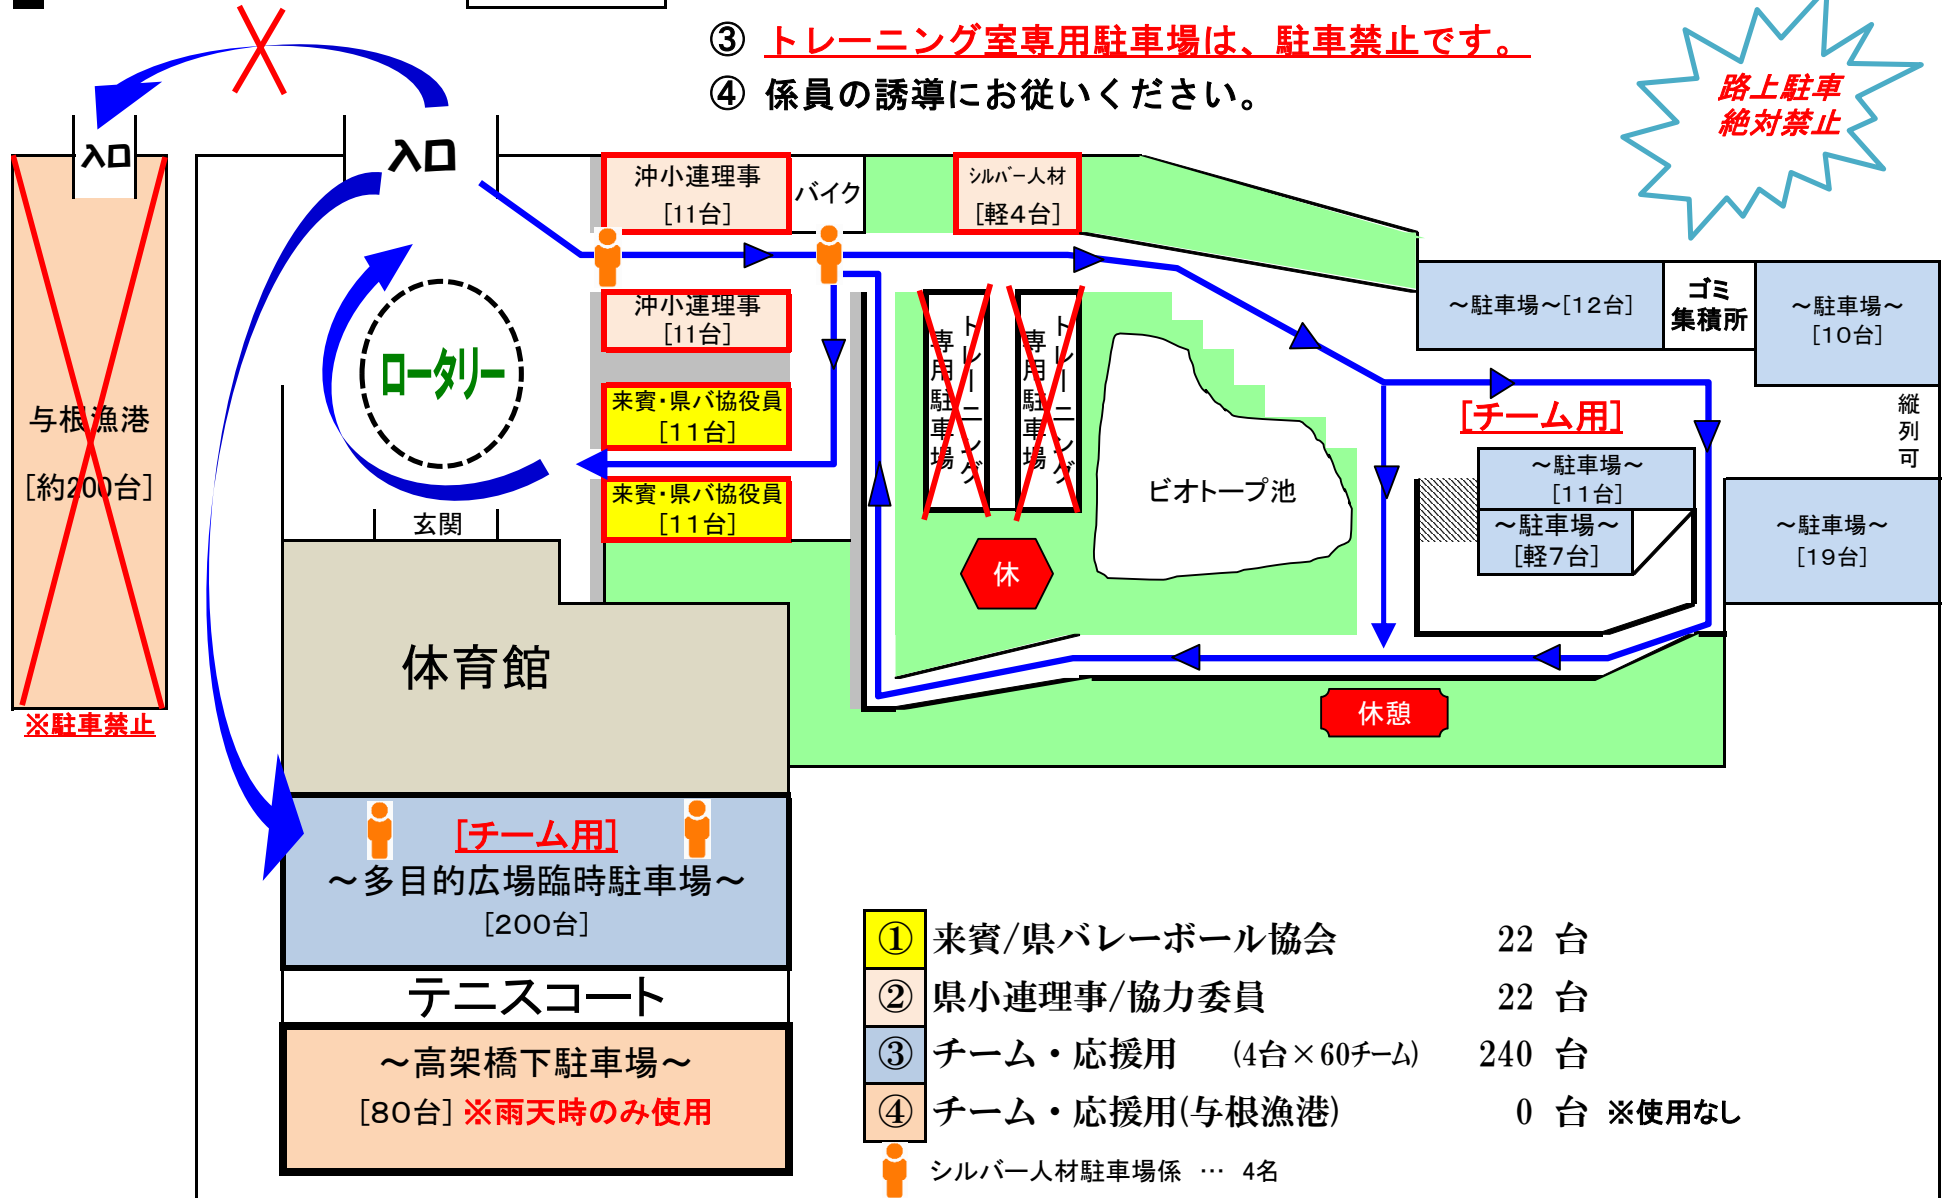 ③ トレーニング室専用駐車場は、駐車禁止です。
④ 係員の誘導にお従いください。
路上駐車
絶対禁止
入口
入口
沖小連理事
[11台]
バイク
シルバー人材
[軽4台]
～駐車場～[12台]
ゴミ
集積所
～駐車場～
[10台]
沖小連理事
[11台]
ロータリー
来賓・県バ協役員
[11台]
トレーニング
専用駐車場
トレーニング
専用駐車場
[チーム用]
縦列可
与根漁港
[約200台]
～駐車場～
[11台]
来賓・県バ協役員
[11台]
ビオトープ池
玄関
～駐車場～
[軽7台]
～駐車場～
[19台]
休
体育館
休憩
※駐車禁止
[チーム用]
～多目的広場臨時駐車場～
[200台]
テニスコート
～高架橋下駐車場～
[80台] ※雨天時のみ使用
① 来賓/県バレーボール協会 22 台
② 県小連理事/協力委員 22 台
③ チーム・応援用 (4台×60チーム) 240 台
④ チーム・応援用(与根漁港) 0 台 ※使用なし
シルバー人材駐車場係 … 4名